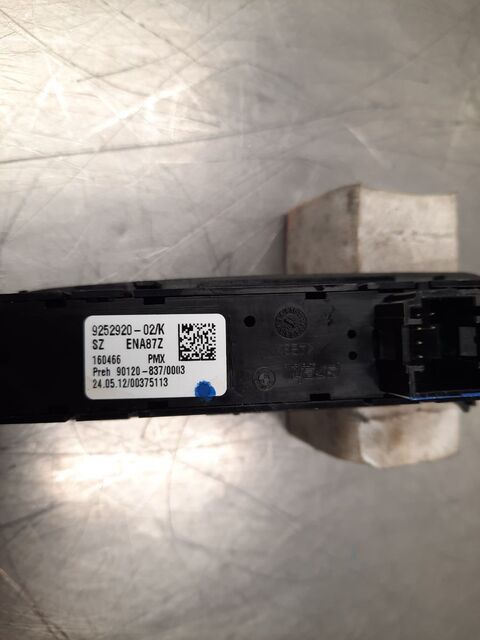 9252920-02/K
SZ ENA87Z
160466 PMX
Preh 90120-837/0003
24.05.12/00375113